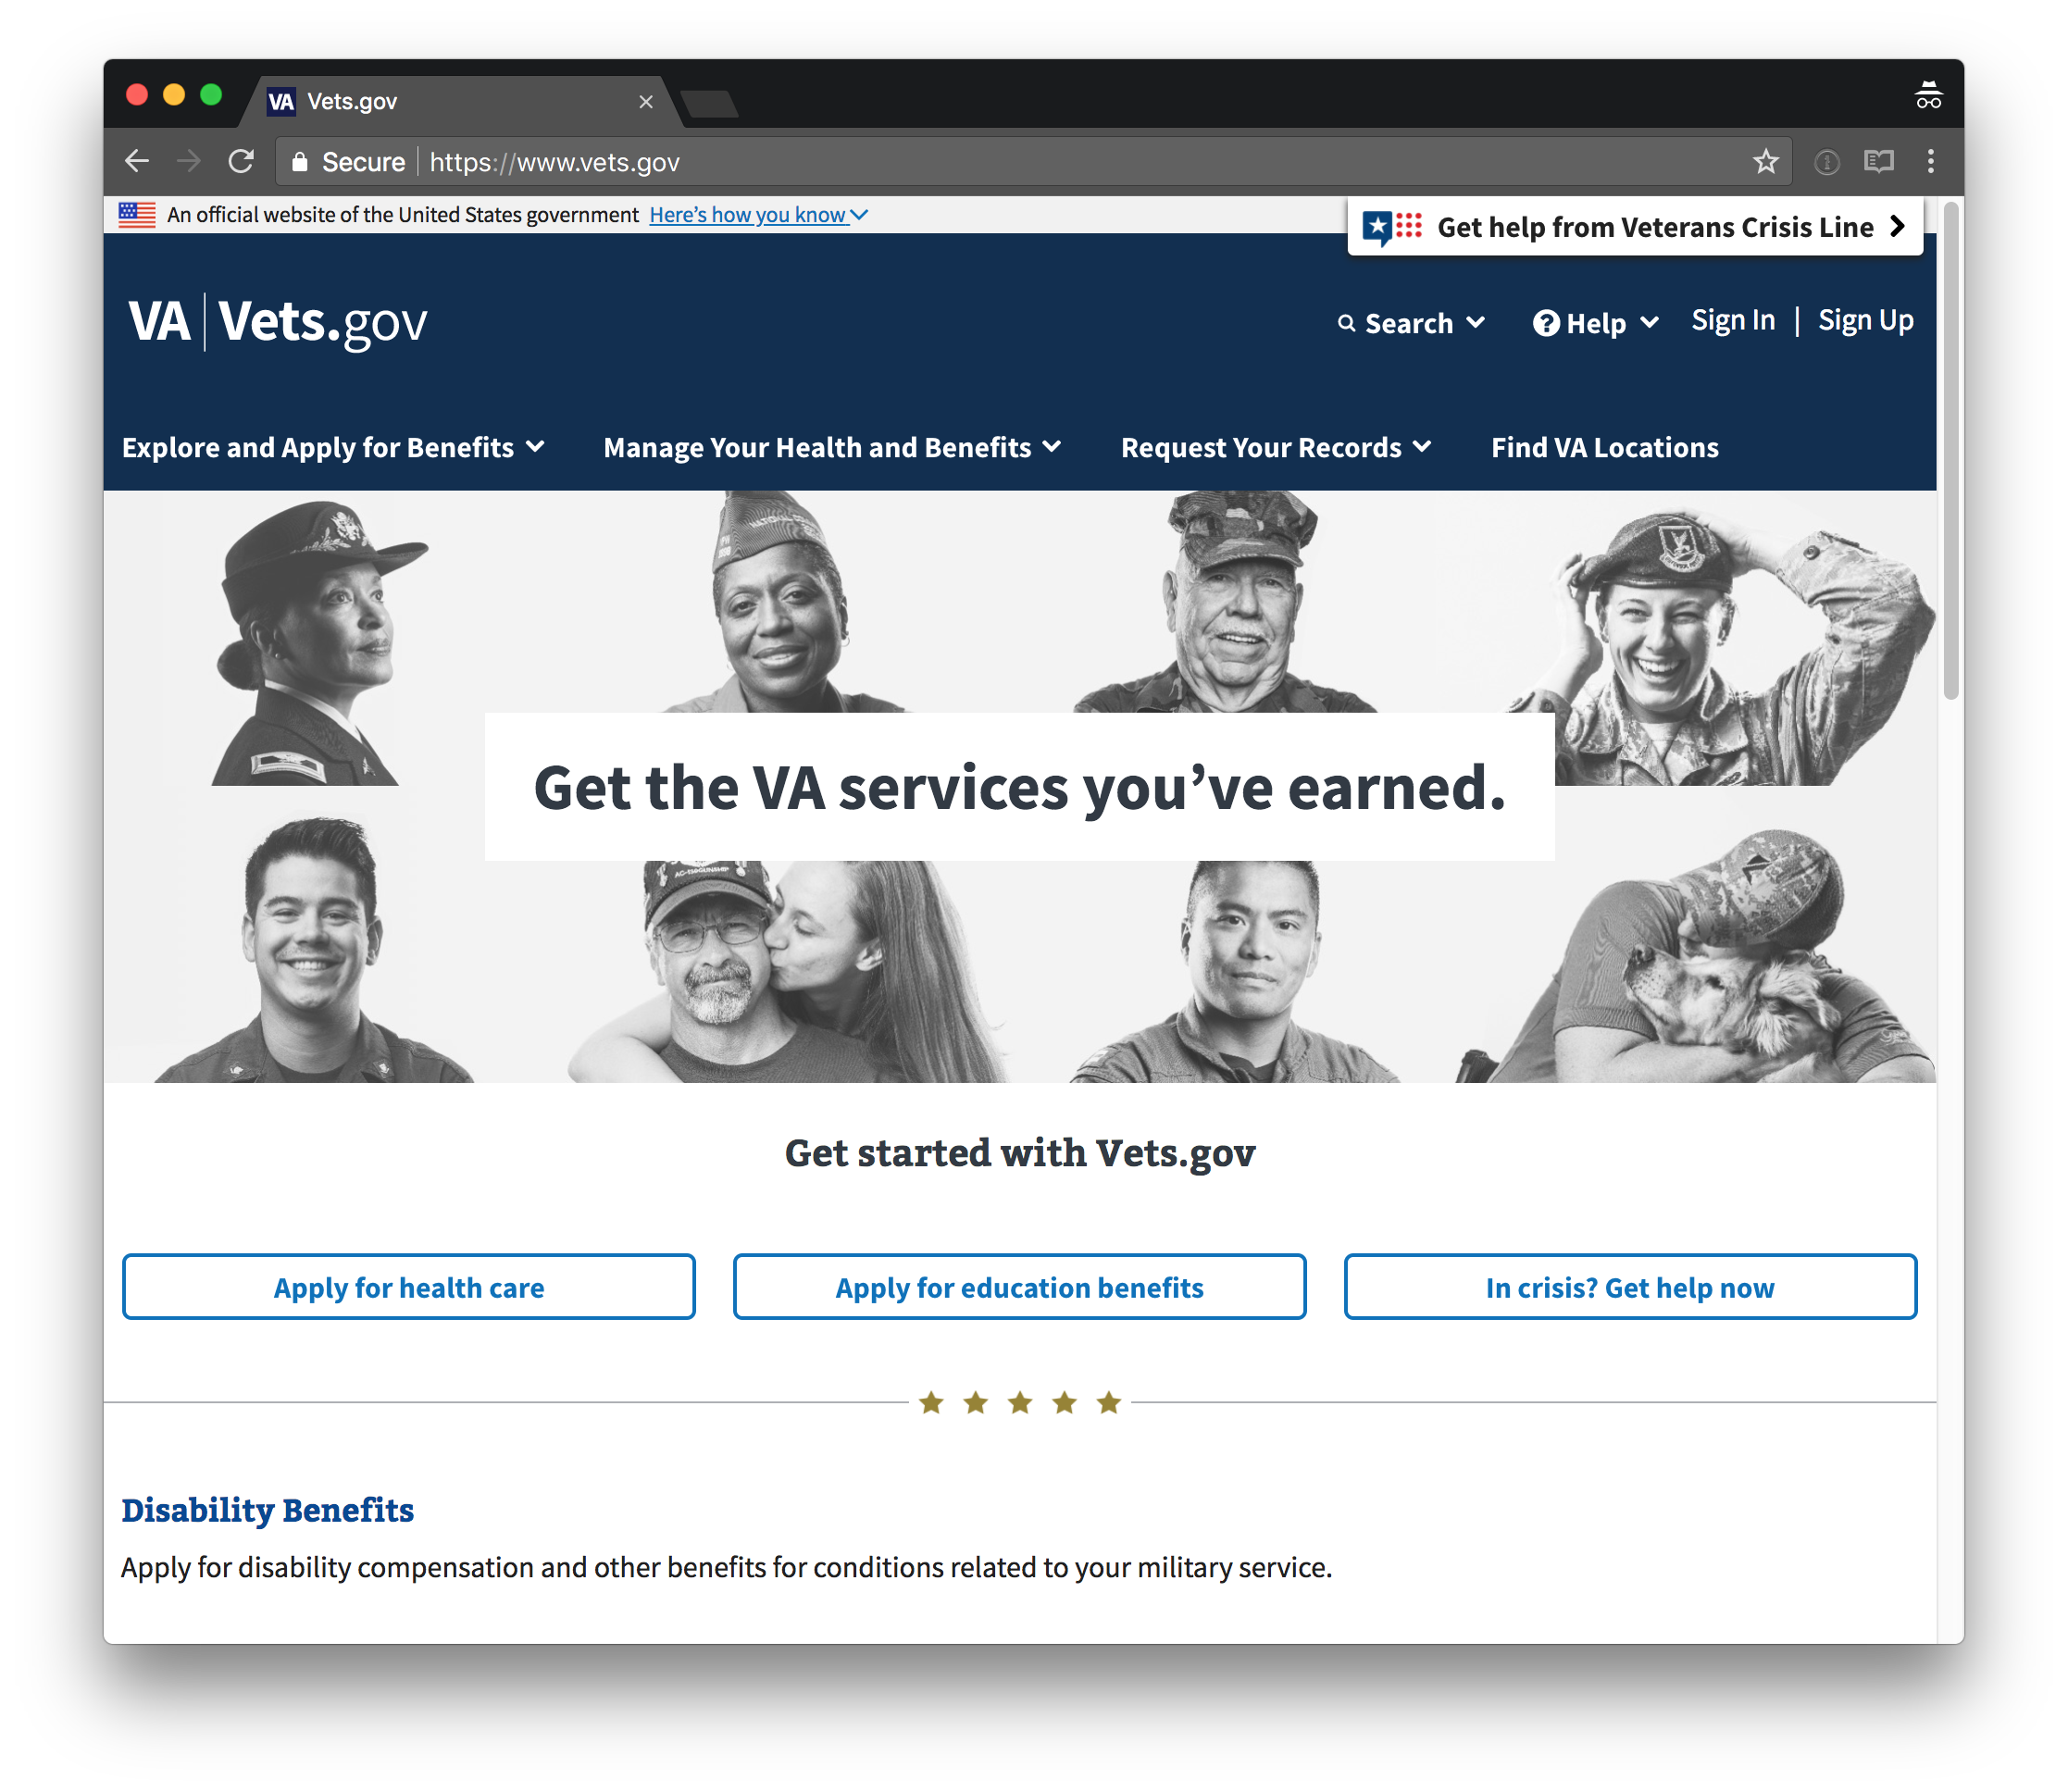 VA Vets.gov
Secure https://www.vets.gov
An official website of the United States government Here's how you know
Get help from Veterans Crisis Line
VA Vets.gov
Search Help Sign In | Sign Up
Explore and Apply for Benefits Manage Your Health and Benefits Request Your Records Find VA Locations
Get the VA services you’ve earned.
AC-130 GUNSHIP
Get started with Vets.gov
Apply for health care Apply for education benefits In crisis? Get help now
Disability Benefits
Apply for disability compensation and other benefits for conditions related to your military service.